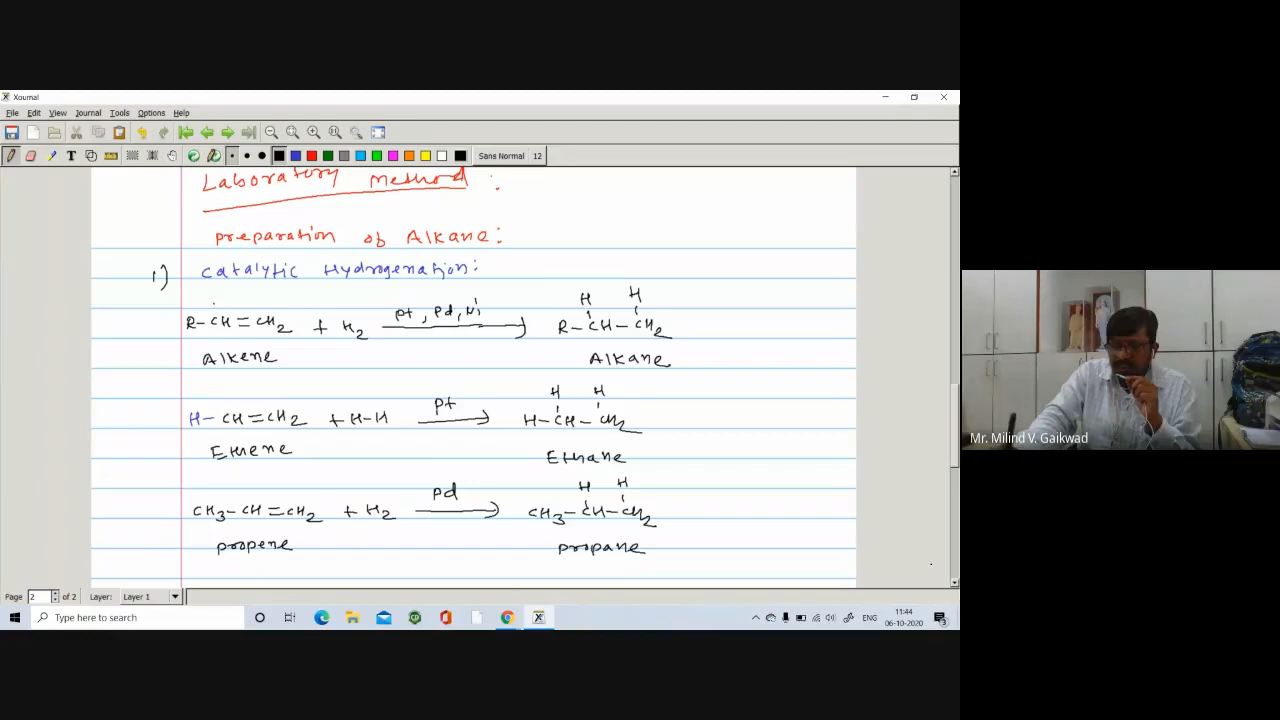 Xournal
File Edit View Journal Tools Options Help
Sans Normal 12
Laboratory Method :
preparation of Alkane:
1) Catalytic Hydrogenation:
H H
R-CH=CH2 + H2 Pt, Pd, Ni R-CH-CH2
Alkene Alkane
H H
H-CH=CH2 + H-H Pt H-CH-CH2
Ethene Ethane
H H
CH3-CH=CH2 + H2 Pd CH3-CH-CH2
propene propane
Mr. Milind V. Gaikwad
Page 2 of 2 Layer: Layer 1
Type here to search
ENG
11:44
06-10-2020
3